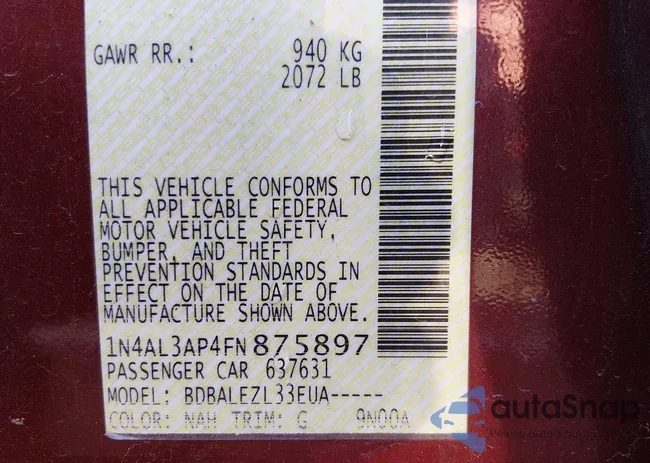 GAWR RR.: 940 KG
2072 LB
THIS VEHICLE CONFORMS TO
ALL APPLICABLE FEDERAL
MOTOR VEHICLE SAFETY,
BUMPER, AND THEFT
PREVENTION STANDARDS IN
EFFECT ON THE DATE OF
MANUFACTURE SHOWN ABOVE.
1N4AL3AP4FN875897
PASSENGER CAR 637631
MODEL: BDBALEZL33EUA-----
COLOR: NAH TRIM: G 9N00A
autaSnap